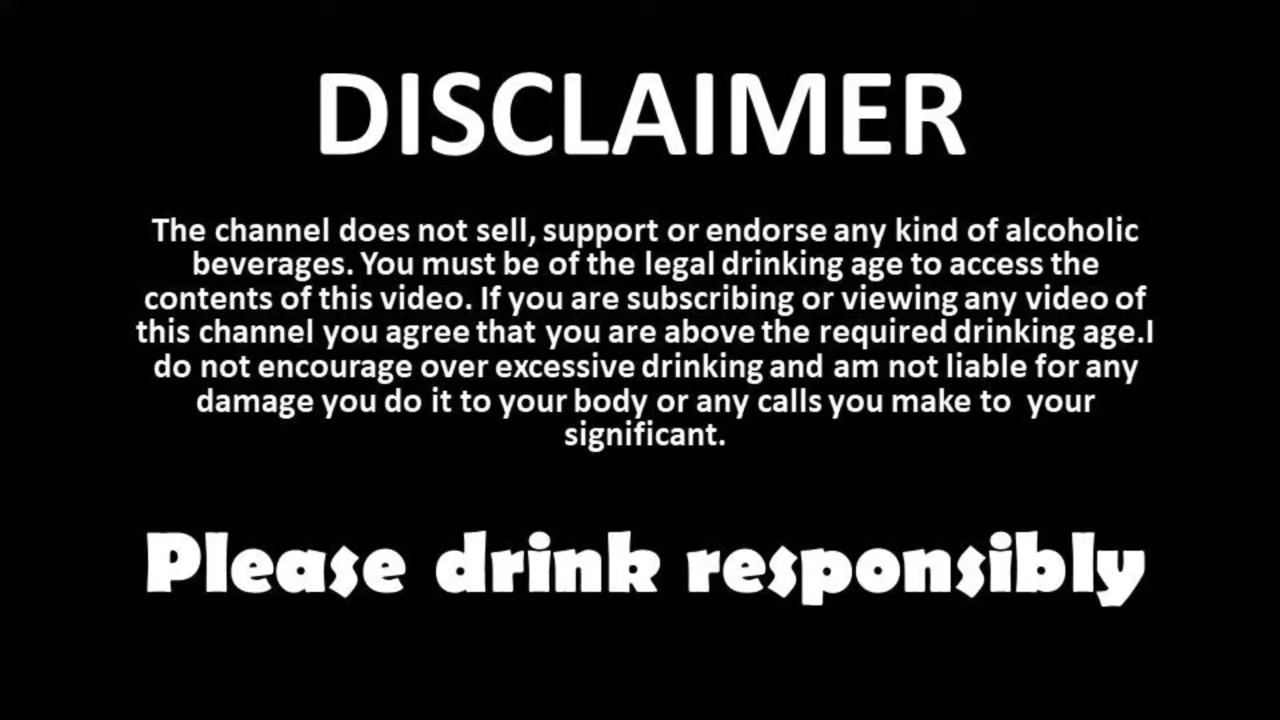 DISCLAIMER
The channel does not sell, support or endorse any kind of alcoholic
beverages. You must be of the legal drinking age to access the
contents of this video. If you are subscribing or viewing any video of
this channel you agree that you are above the required drinking age.I
do not encourage over excessive drinking and am not liable for any
damage you do it to your body or any calls you make to  your
significant.
Please drink responsibly